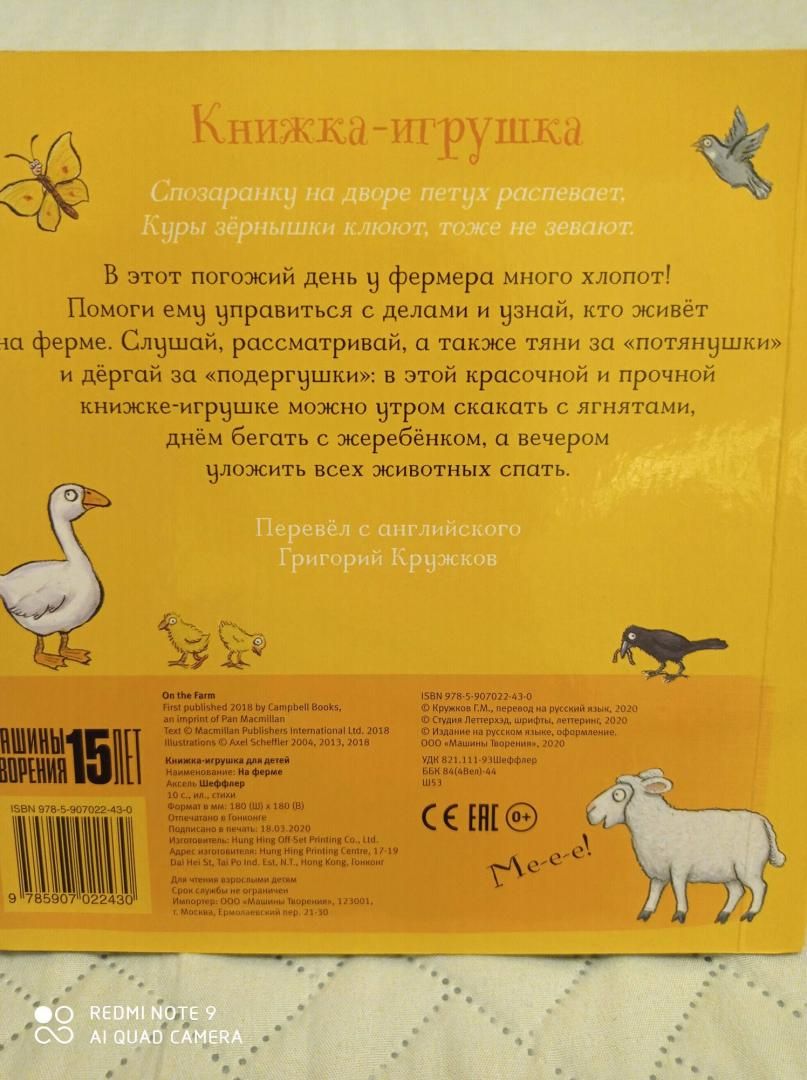 Книжка-игрушка
Спозаранку на дворе петух распевает,
Куры зёрнышки клюют, тоже не зевают.
В этот погожий день у фермера много хлопот!
Помоги ему управиться с делами и узнай, кто живёт
на ферме. Слушай, рассматривай, а также тяни за «потянушки»
и дёргай за «подергушки»: в этой красочной и прочной
книжке-игрушке можно утром скакать с ягнятами,
днём бегать с жеребёнком, а вечером
уложить всех животных спать.
Перевёл с английского
Григорий Кружков
АШИНЫ
ВОРЕНИЯ 15 ЛЕТ
ISBN 978-5-907022-43-0
9 785907 022430
On the Farm
First published 2018 by Campbell Books,
an imprint of Pan Macmillan
Text © Macmillan Publishers International Ltd. 2018
Illustrations © Axel Scheffler 2004, 2013, 2018
Книжка-игрушка для детей
Наименование: На ферме
Аксель Шеффлер
10 с., ил., стихи
Формат в мм: 180 (Ш) х 180 (В)
Отпечатано в Гонконге
Подписано в печать: 18.03.2020
Изготовитель: Hung Hing Off-Set Printing Co., Ltd.
Адрес изготовителя: Hung Hing Printing Centre, 17-19
Dai Hei St, Tai Po Ind. Est, N.T., Hong Kong, Гонконг
Для чтения взрослыми детям
Срок службы не ограничен
Импортер: ООО «Машины Творения», 123001,
г. Москва, Ермолаевский пер. 21-30
ISBN 978-5-907022-43-0
© Кружков Г.М., перевод на русский язык, 2020
© Студия Леттерхэд, шрифты, леттеринг, 2020
© Издание на русском языке, оформление.
ООО «Машины Творения», 2020
УДК 821.111-93Шеффлер
ББК 84(4Вел)-44
Ш53
CE EAC 0+
Ме-е-е!
REDMI NOTE 9
AI QUAD CAMERA